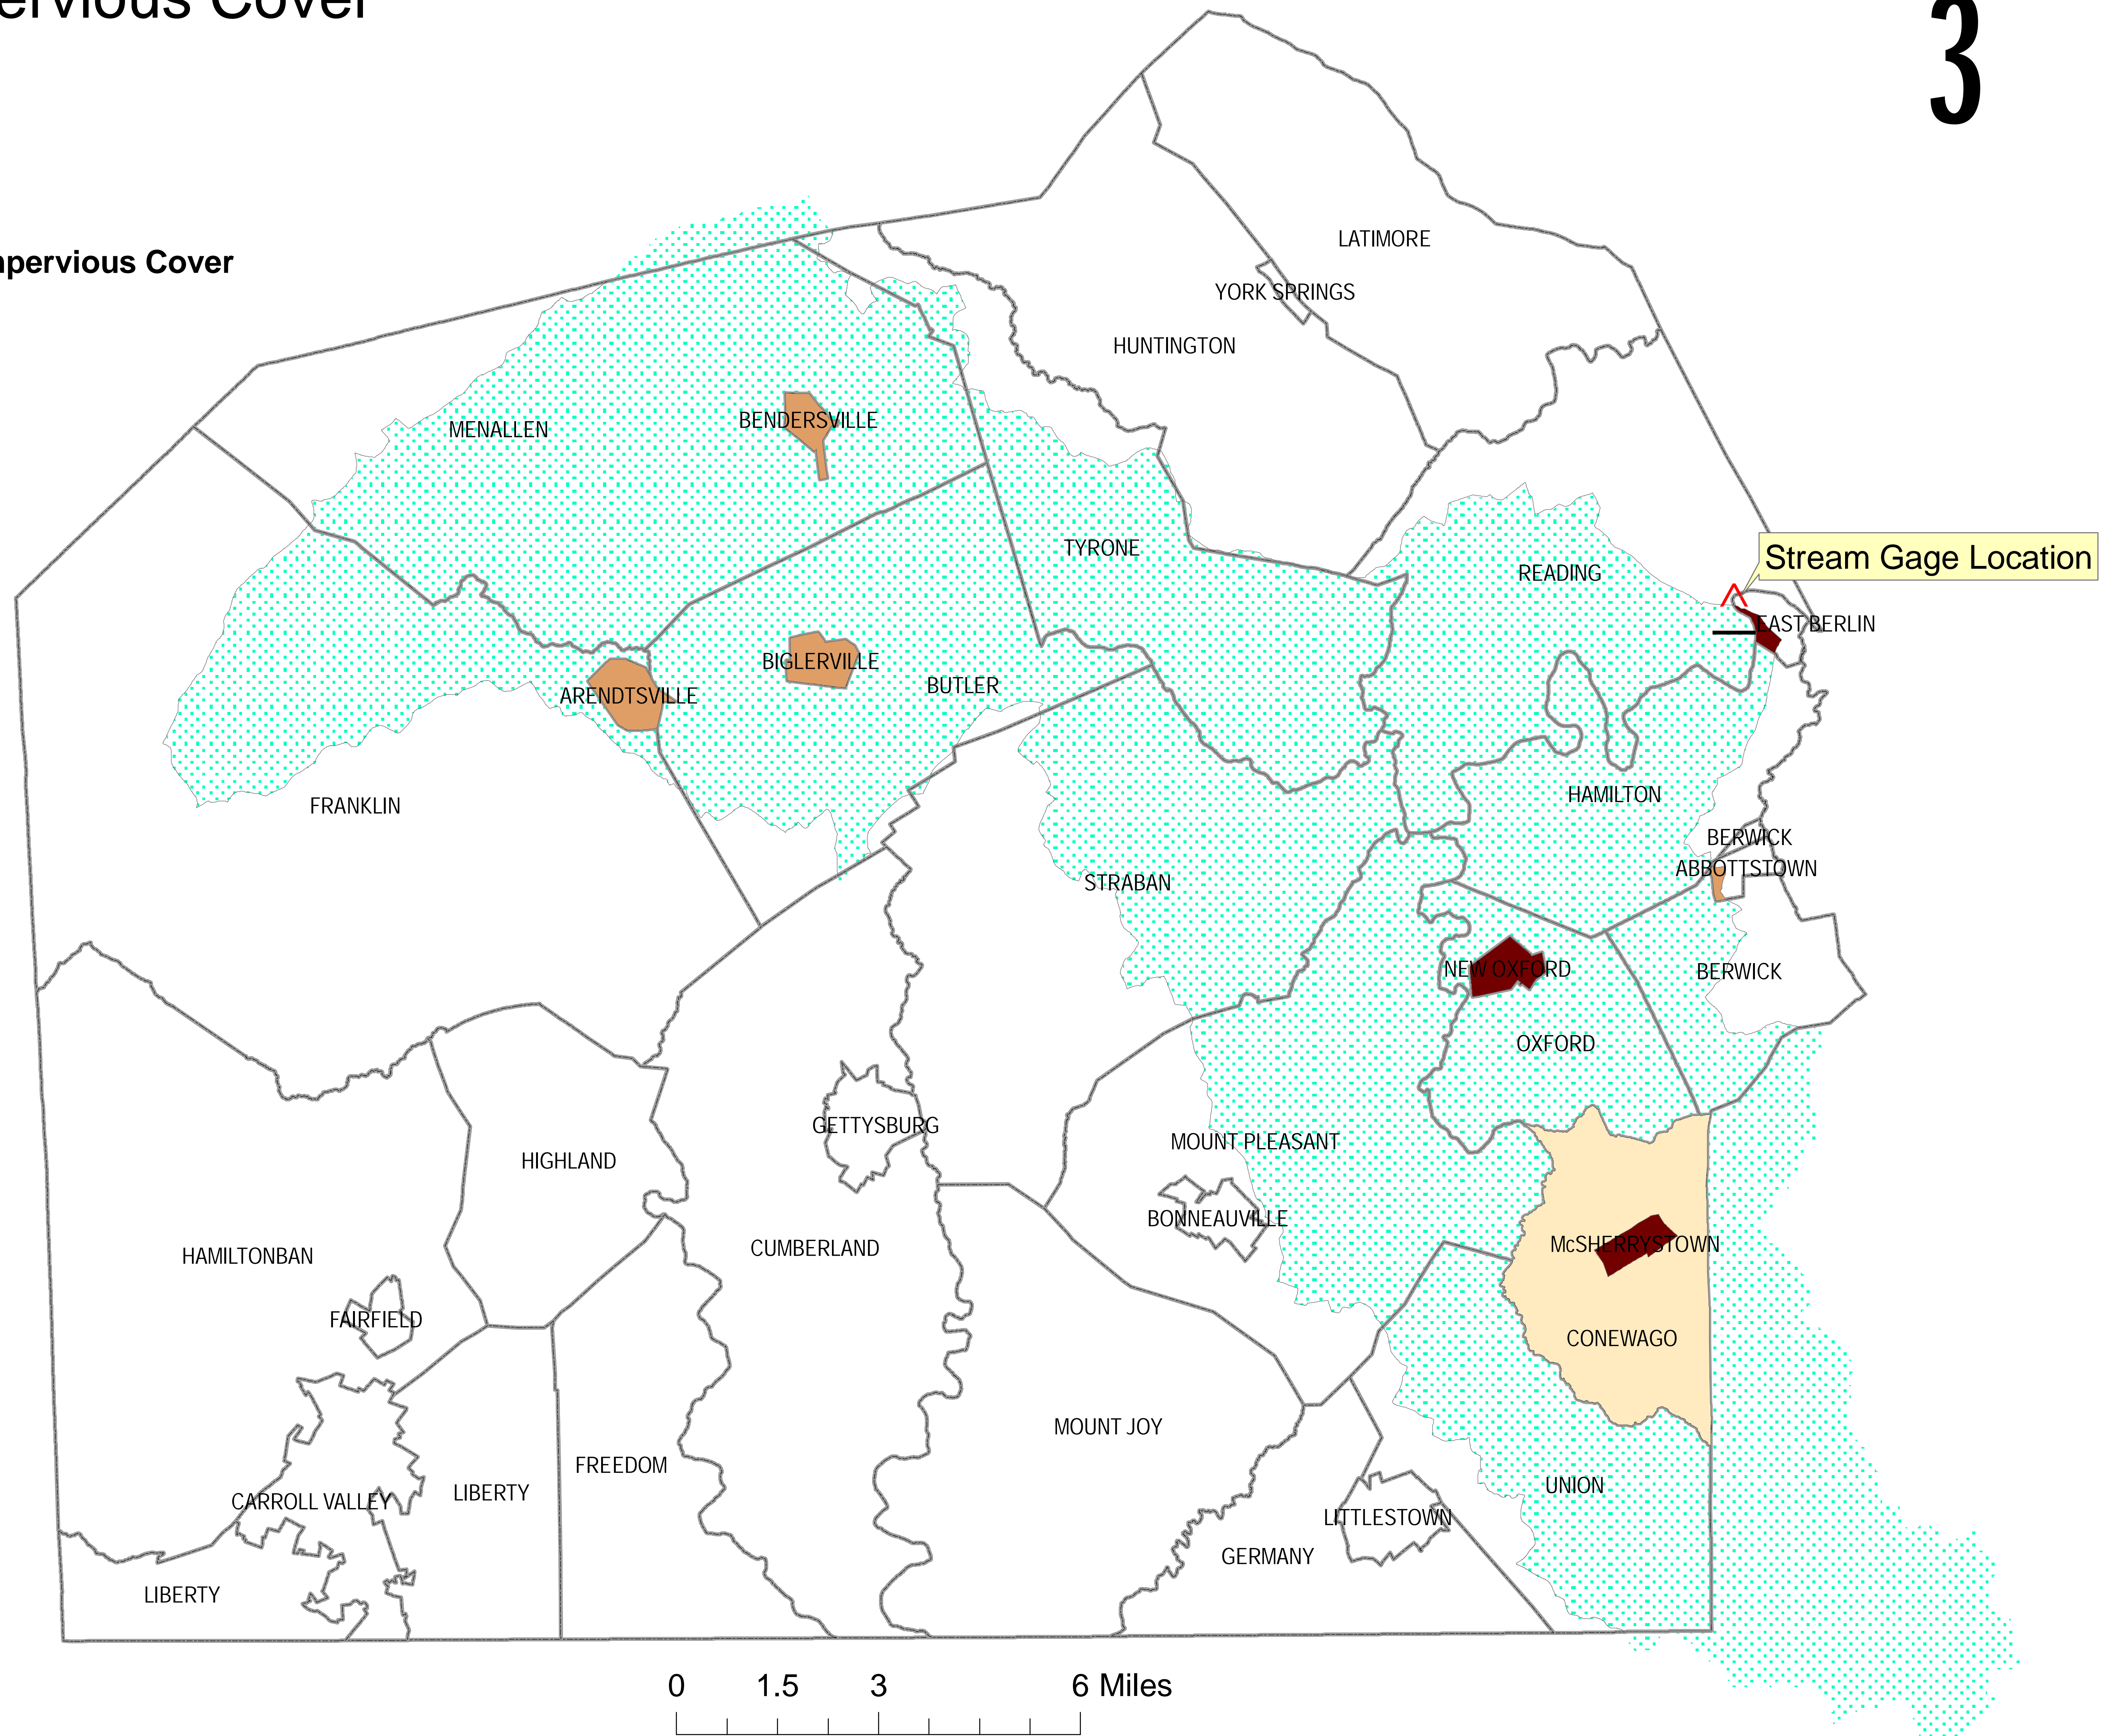 ervious Cover
3
pervious Cover
LATIMORE
YORK SPRINGS
HUNTINGTON
BENDERSVILLE
MENALLEN
TYRONE
Stream Gage Location
READING
EAST BERLIN
BIGLERVILLE
BUTLER
ARENDTSVILLE
HAMILTON
FRANKLIN
BERWICK
ABBOTTSTOWN
STRABAN
NEW OXFORD
BERWICK
OXFORD
GETTYSBURG
MOUNT PLEASANT
HIGHLAND
BONNEAUVILLE
McSHERRYSTOWN
CUMBERLAND
HAMILTONBAN
FAIRFIELD
CONEWAGO
MOUNT JOY
FREEDOM
UNION
LIBERTY
CARROLL VALLEY
LITTLESTOWN
GERMANY
LIBERTY
0 1.5 3 6 Miles